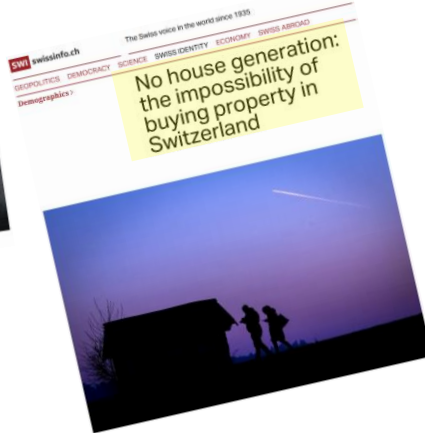 The Swiss voice in the world since 1935
SWI swissinfo.ch
GEOPOLITICS DEMOCRACY SCIENCE SWISS IDENTITY ECONOMY SWISS ABROAD
Demographics >
No house generation:
the impossibility of
buying property in
Switzerland